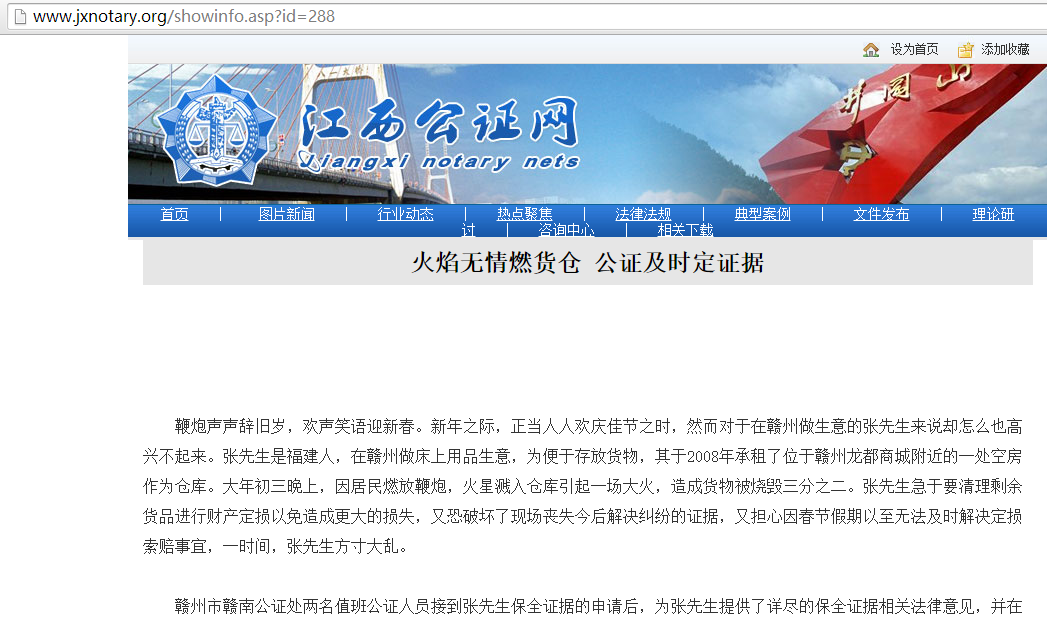 www.jxnotary.org/showinfo.asp?id=288
设为首页 添加收藏
江西公证网
Jiangxi notary nets
井冈山
首页 | 图片新闻 | 行业动态 | 热点聚焦 | 法律法规 | 典型案例 | 文件发布 | 理论研
讨 | 咨询中心 | 相关下载
火焰无情燃货仓 公证及时定证据
鞭炮声声辞旧岁，欢声笑语迎新春。新年之际，正当人人欢庆佳节之时，然而对于在赣州做生意的张先生来说却怎么也高
兴不起来。张先生是福建人，在赣州做床上用品生意，为便于存放货物，其于2008年承租了位于赣州龙都商城附近的一处空房
作为仓库。大年初三晚上，因居民燃放鞭炮，火星溅入仓库引起一场大火，造成货物被烧毁三分之二。张先生急于要清理剩余
货品进行财产定损以免造成更大的损失，又恐破坏了现场丧失今后解决纠纷的证据，又担心因春节假期以至无法及时解决定损
索赔事宜，一时间，张先生方寸大乱。
赣州市赣南公证处两名值班公证人员接到张先生保全证据的申请后，为张先生提供了详尽的保全证据相关法律意见，并在